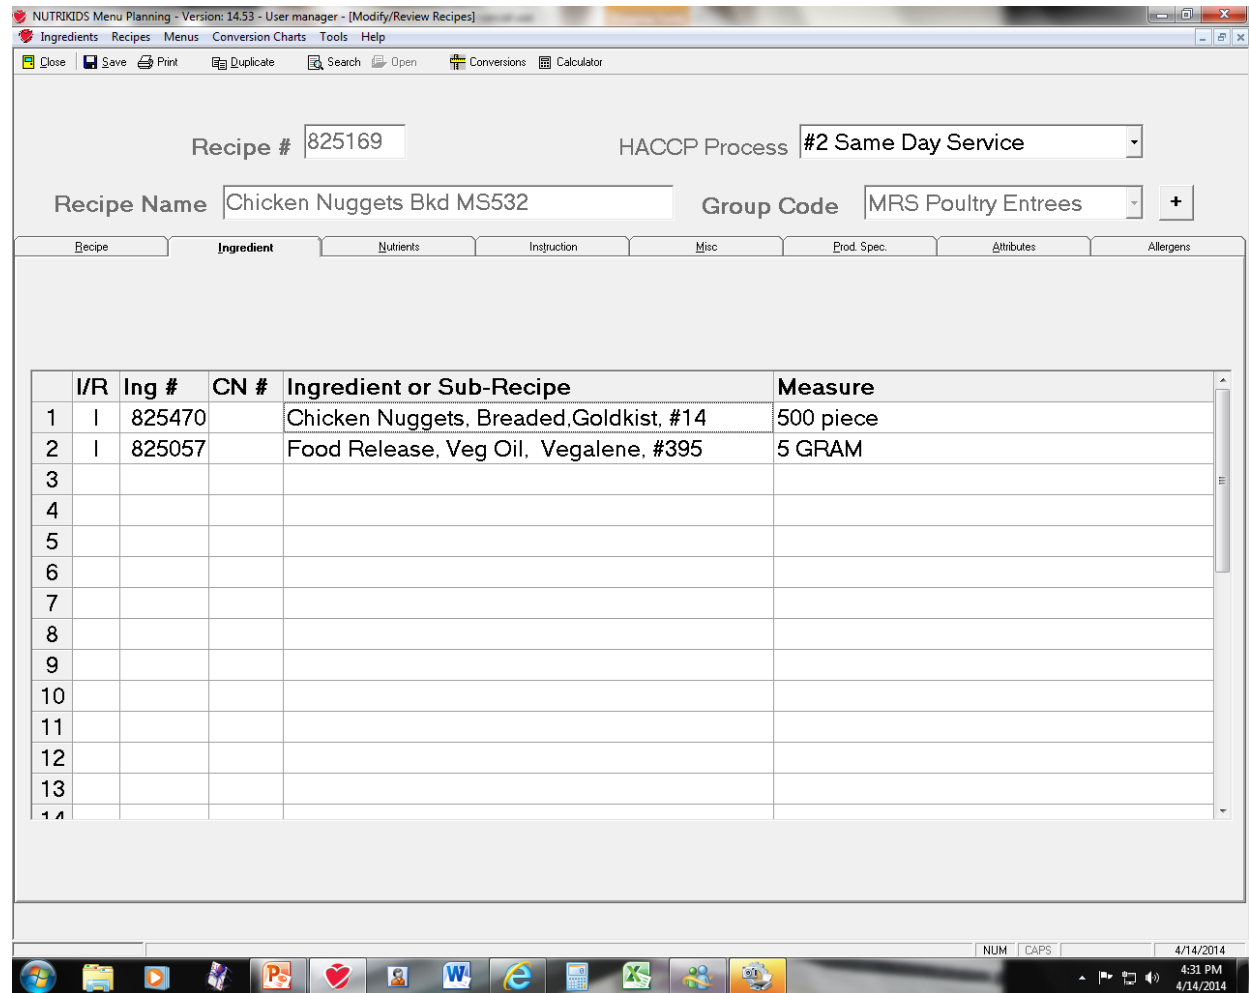 NUTRIKIDS Menu Planning - Version: 14.53 - User manager - [Modify/Review Recipes]
Ingredients Recipes Menus Conversion Charts Tools Help
Close Save Print Duplicate Search Open Conversions Calculator
Recipe # 825169 HACCP Process #2 Same Day Service
Recipe Name Chicken Nuggets Bkd MS532 Group Code MRS Poultry Entrees +
Recipe Ingredient Nutrients Instruction Misc Prod. Spec. Attributes Allergens
I/R Ing # CN # Ingredient or Sub-Recipe Measure
1 I 825470 Chicken Nuggets, Breaded,Goldkist, #14 500 piece
2 I 825057 Food Release, Veg Oil, Vegalene, #395 5 GRAM
3
4
5
6
7
8
9
10
11
12
13
14
NUM CAPS 4/14/2014
4:31 PM
4/14/2014